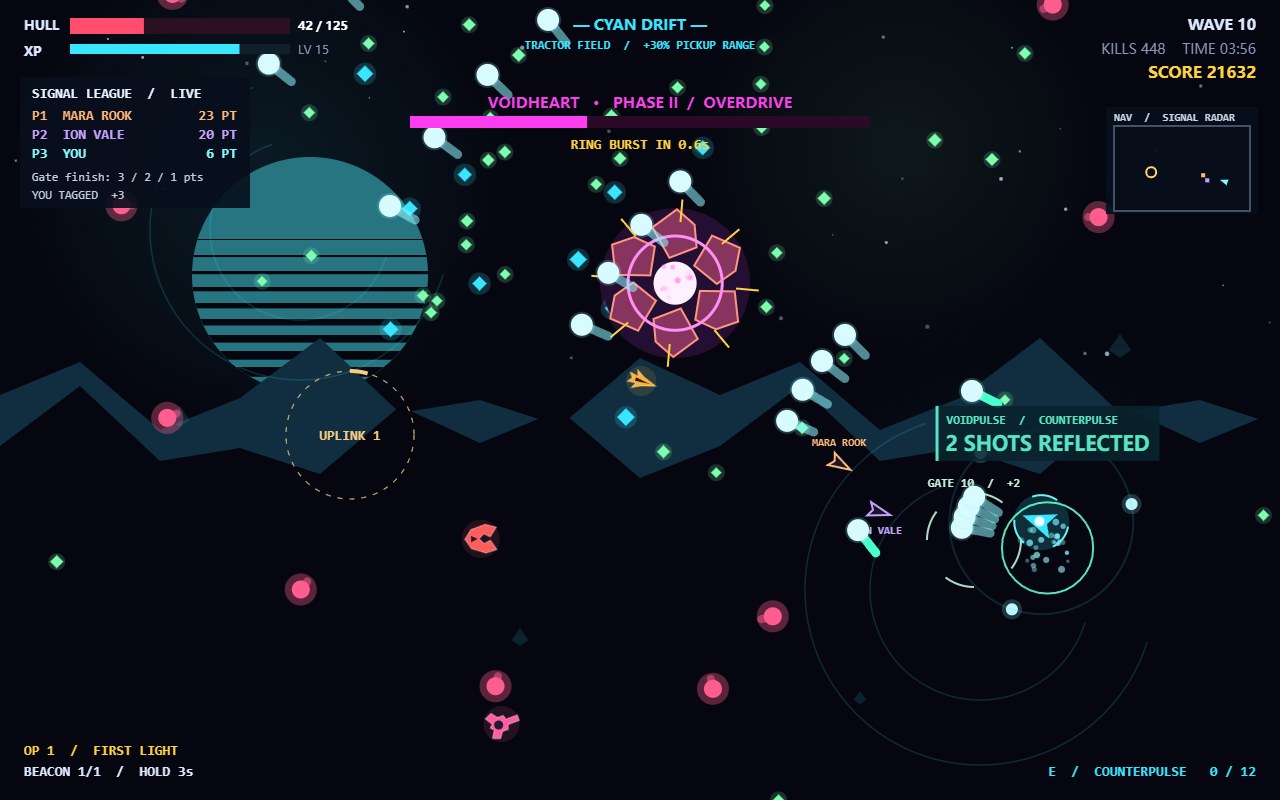 HULL 42 / 125
XP LV 15
— CYAN DRIFT —
TRACTOR FIELD / +30% PICKUP RANGE
WAVE 10
KILLS 448 TIME 03:56
SCORE 21632
SIGNAL LEAGUE / LIVE
P1 MARA ROOK 23 PT
P2 ION VALE 20 PT
P3 YOU 6 PT
Gate finish: 3 / 2 / 1 pts
YOU TAGGED +3
VOIDHEART • PHASE II / OVERDRIVE
RING BURST IN 0.6s
NAV / SIGNAL RADAR
UPLINK 1
VOIDPULSE / COUNTERPULSE
2 SHOTS REFLECTED
MARA ROOK
GATE 10 / +2
VALE
OP 1 / FIRST LIGHT
BEACON 1/1 / HOLD 3s
E / COUNTERPULSE 0 / 12